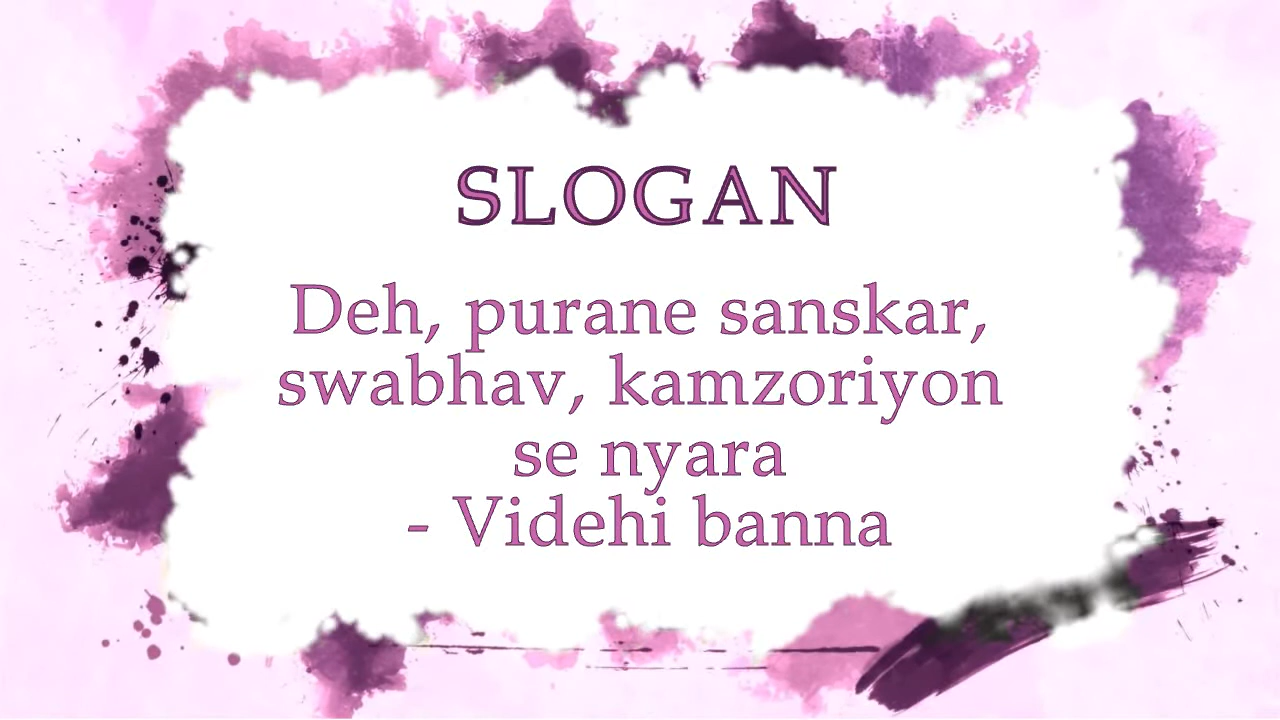 SLOGAN
Deh, purane sanskar,
swabhav, kamzoriyon
se nyara
- Videhi banna